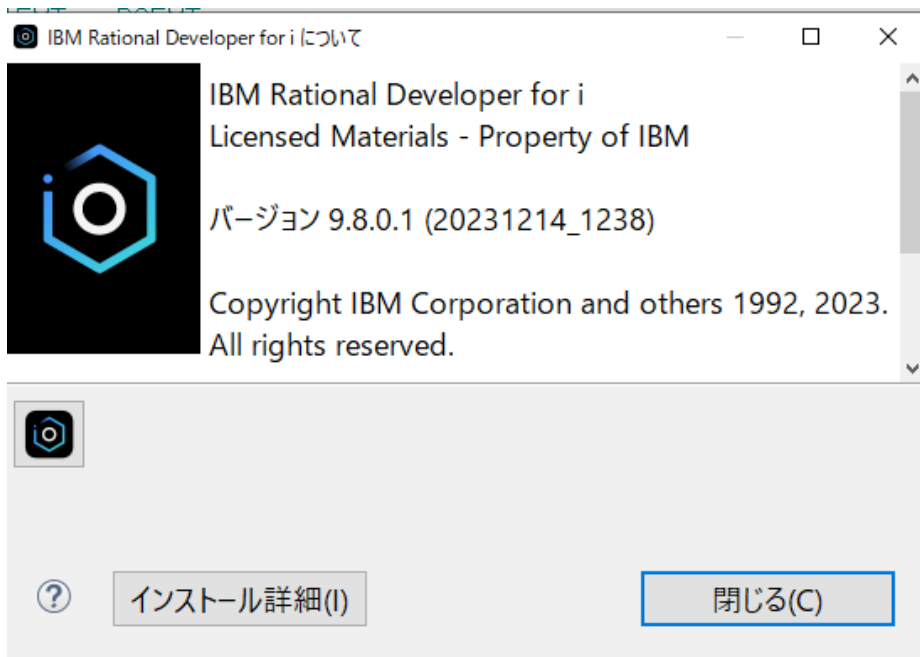 IBM Rational Developer for i について
IBM Rational Developer for i
Licensed Materials - Property of IBM
バージョン 9.8.0.1 (20231214_1238)
Copyright IBM Corporation and others 1992, 2023.
All rights reserved.
インストール詳細(I)
閉じる(C)